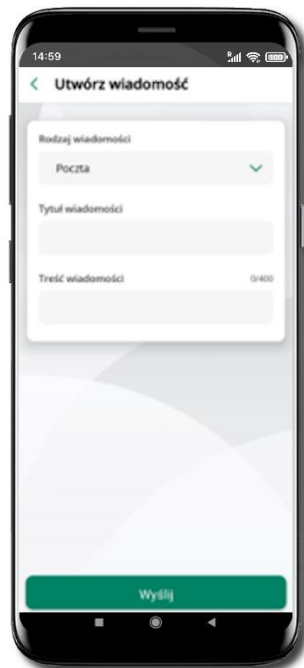 14:59
Utwórz wiadomość
Rodzaj wiadomości
Poczta
Tytuł wiadomości
Treść wiadomości 0/400
Wyślij